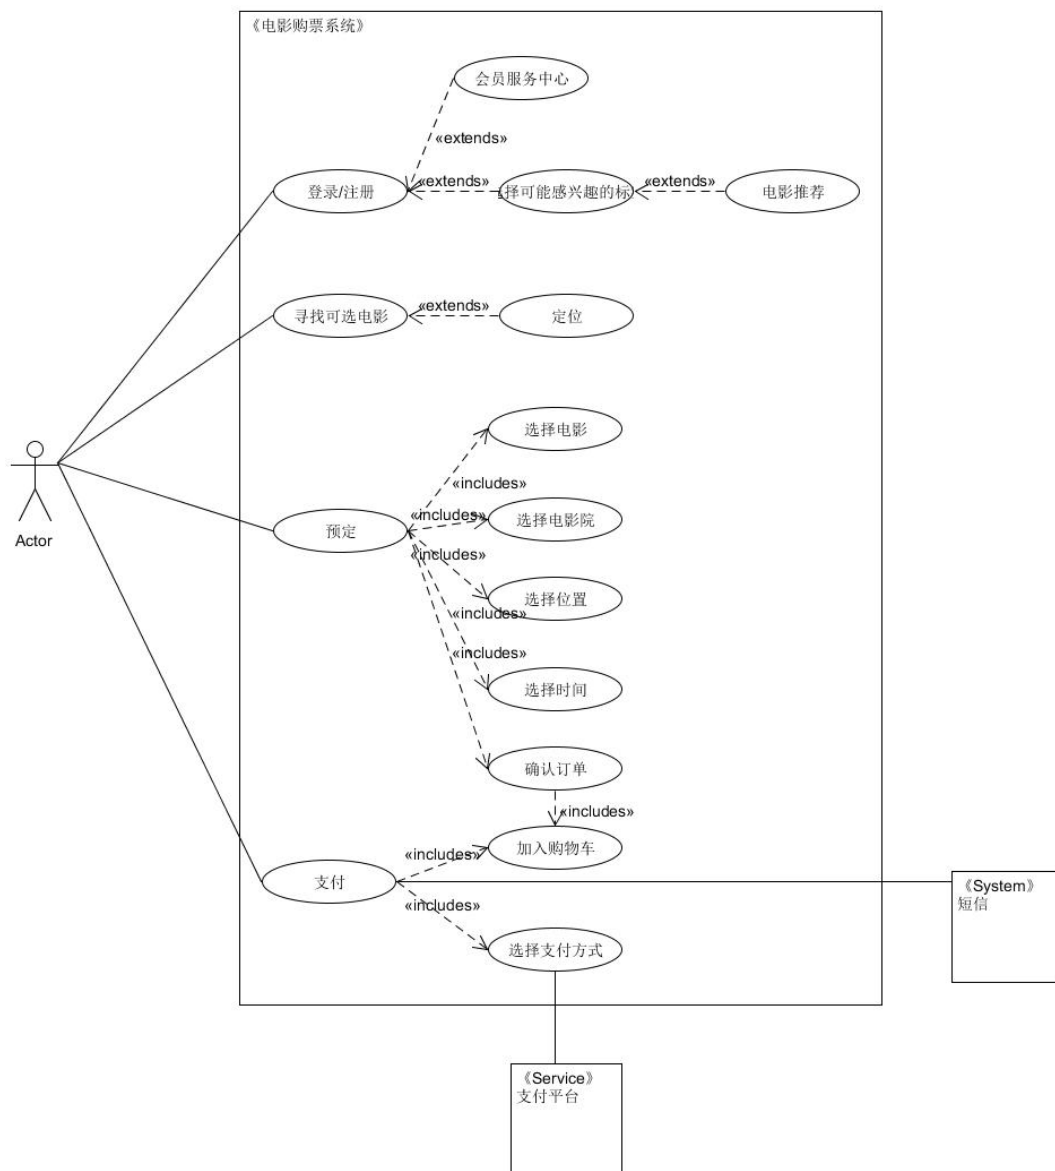 《电影购票系统》
会员服务中心
«extends»
登录/注册
«extends»
择可能感兴趣的标
«extends»
电影推荐
寻找可选电影
«extends»
定位
选择电影
«includes»
«includes»
选择电影院
预定
Actor
«includes»
选择位置
«includes»
«includes»
选择时间
确认订单
«includes»
加入购物车
«includes»
支付
«includes»
《System》
短信
选择支付方式
《Service》
支付平台